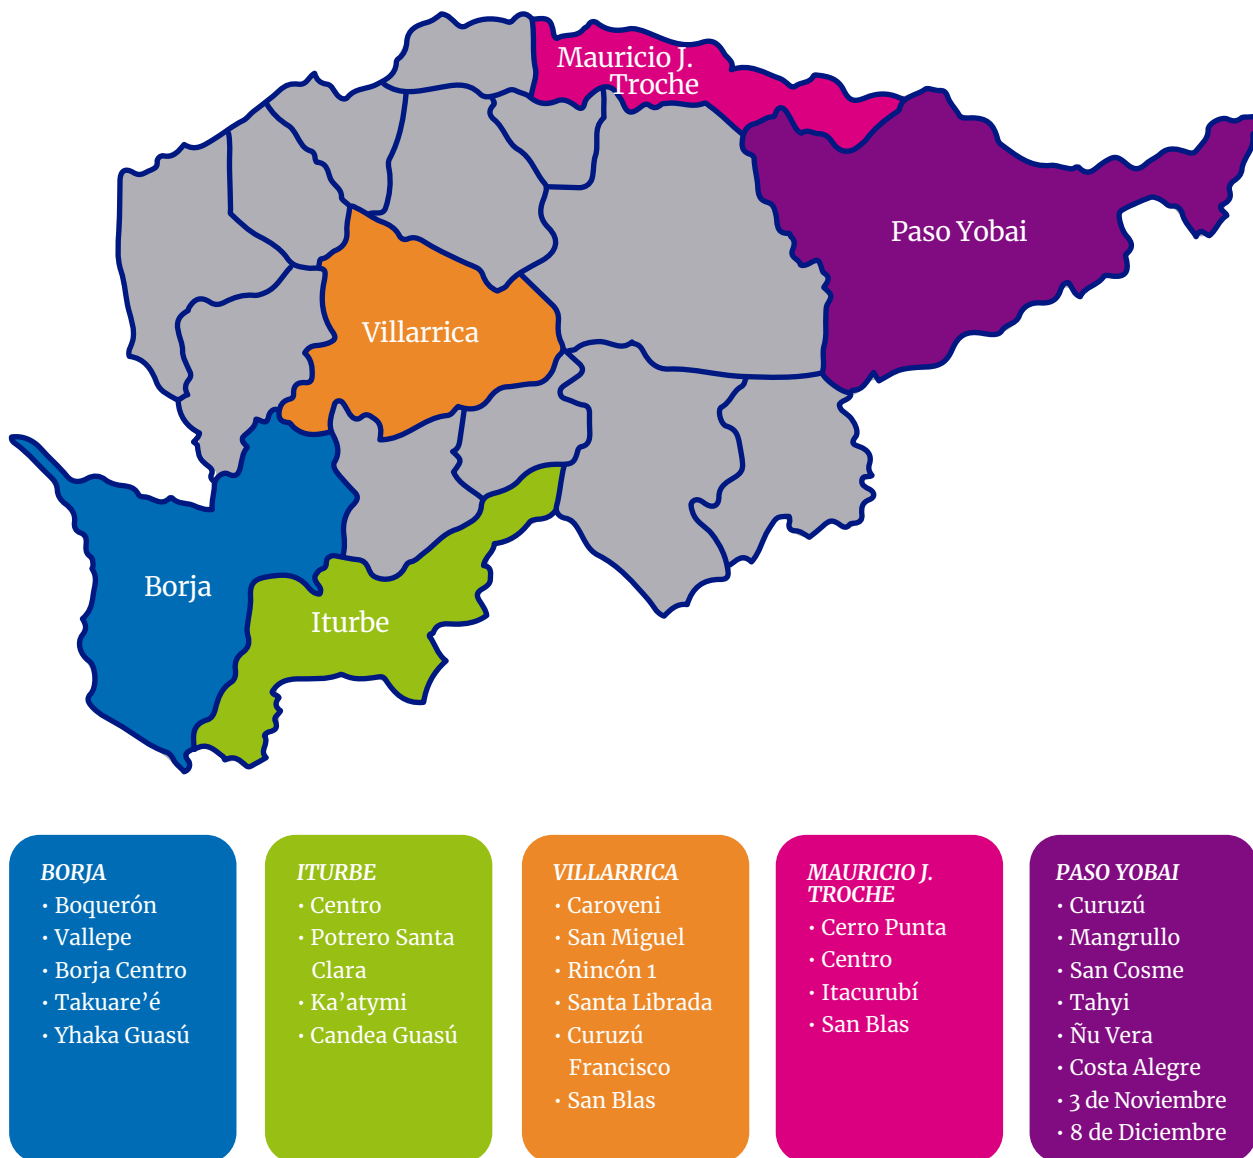 Mauricio J.
Troche
Paso Yobai
Villarrica
Borja
Iturbe
BORJA
· Boquerón
· Vallepe
· Borja Centro
· Takuare’é
· Yhaka Guasú
ITURBE
· Centro
· Potrero Santa
Clara
· Ka’atymi
· Candea Guasú
VILLARRICA
· Caroveni
· San Miguel
· Rincón 1
· Santa Librada
· Curuzú
Francisco
· San Blas
MAURICIO J.
TROCHE
· Cerro Punta
· Centro
· Itacurubí
· San Blas
PASO YOBAI
· Curuzú
· Mangrullo
· San Cosme
· Tahyi
· Ñu Vera
· Costa Alegre
· 3 de Noviembre
· 8 de Diciembre